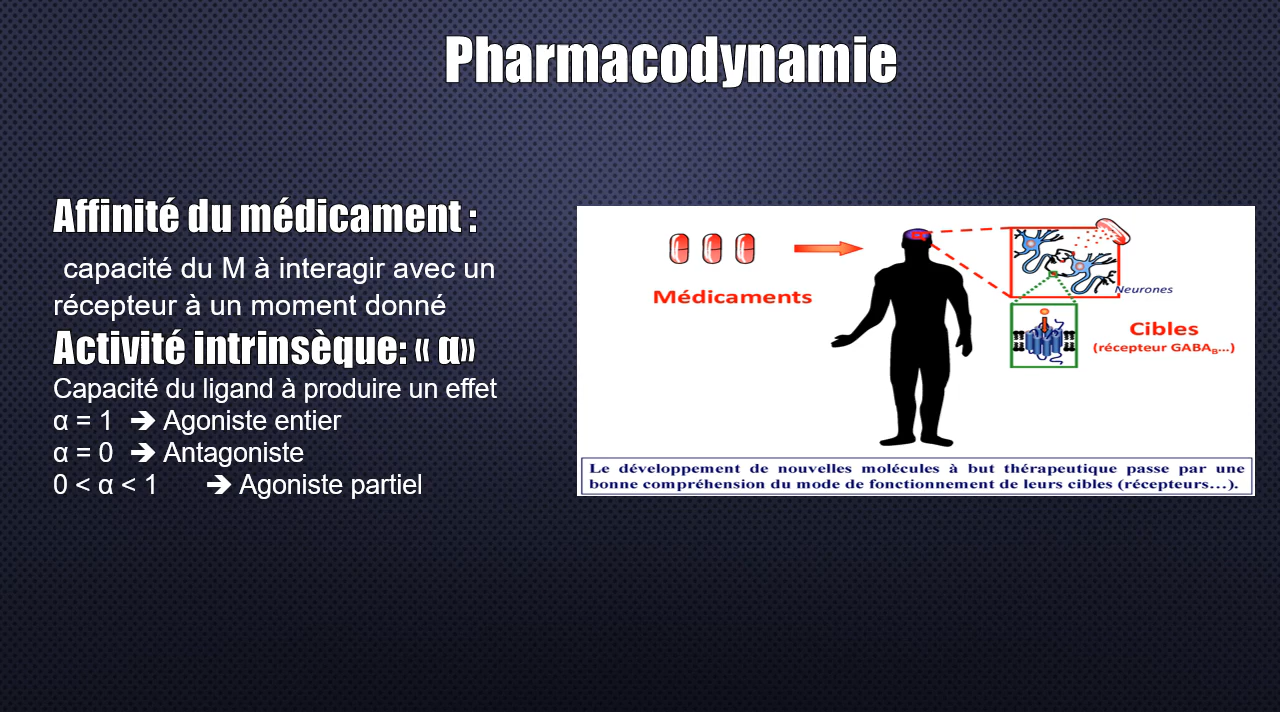 Pharmacodynamie
Affinité du médicament :
capacité du M à interagir avec un
récepteur à un moment donné
Activité intrinsèque: « α»
Capacité du ligand à produire un effet
α = 1 ➔ Agoniste entier
α = 0 ➔ Antagoniste
0 < α < 1 ➔ Agoniste partiel
Médicaments
Neurones
Cibles
(récepteur GABA_B...)
Le développement de nouvelles molécules à but thérapeutique passe par une
bonne compréhension du mode de fonctionnement de leurs cibles (récepteurs…).